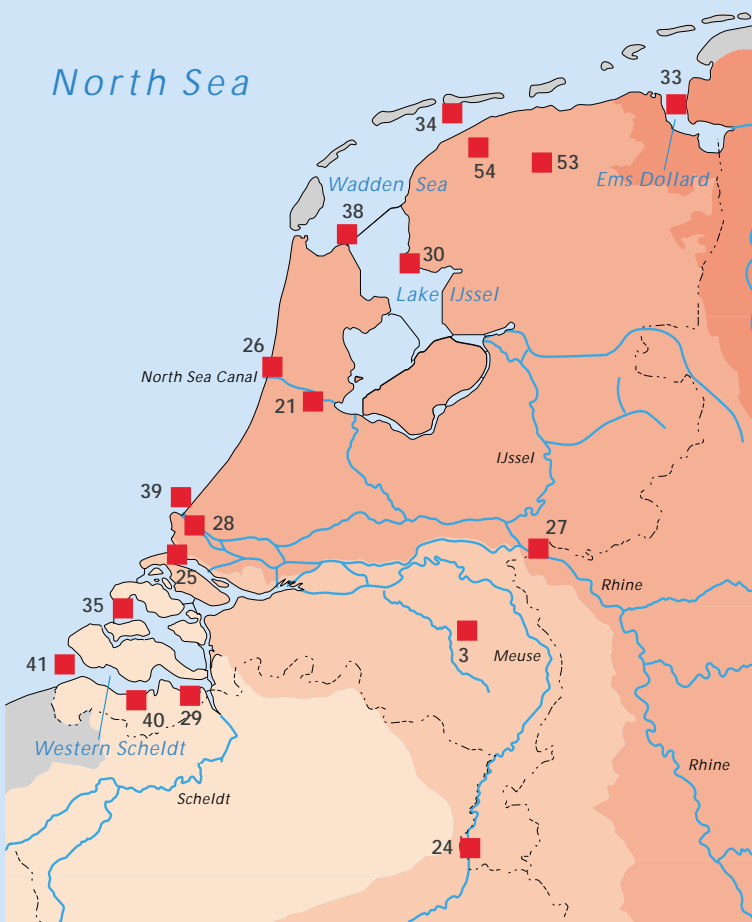 North Sea
33
34
54
53
Ems Dollard
Wadden Sea
38
30
Lake IJssel
26
North Sea Canal
21
IJssel
39
28
27
25
Rhine
35
3
Meuse
41
40
29
Western Scheldt
Rhine
Scheldt
24